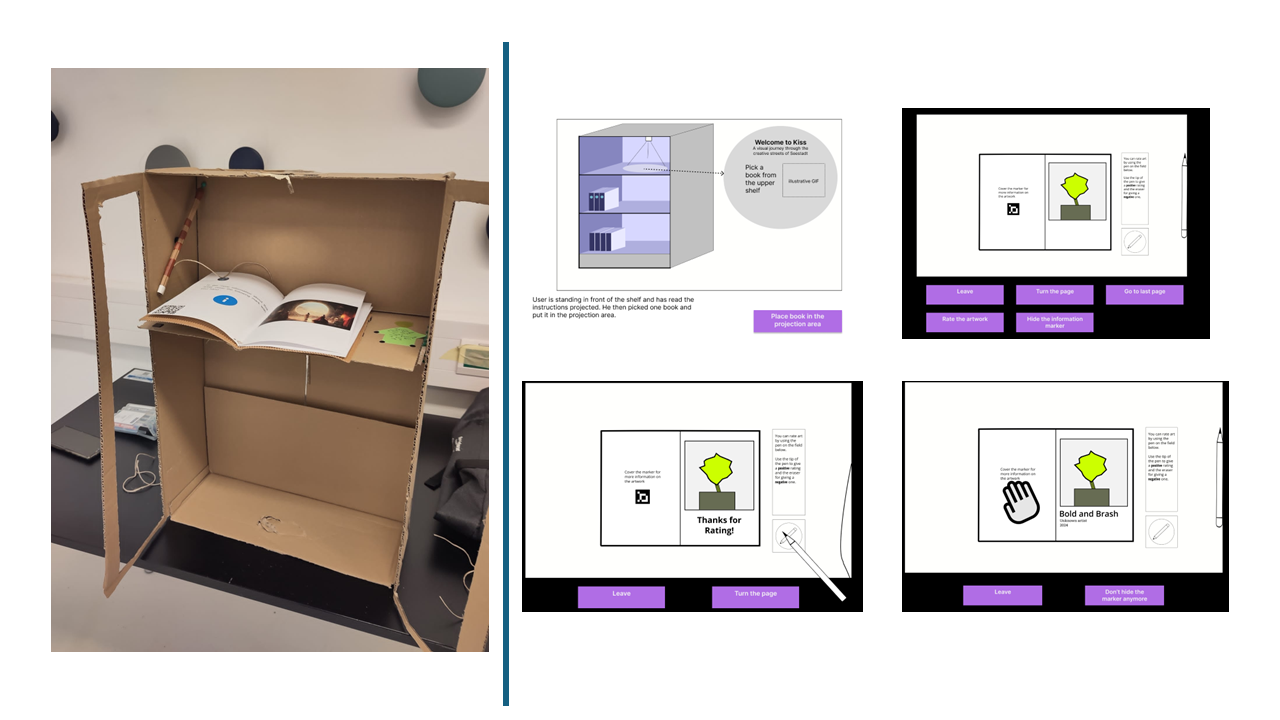 Welcome to Kiss
A visual journey through the
creative streets of Sasstadt
Pick a
book from
the upper
shelf
Illustrative GIF
User is standing in front of the shelf and has read the
instructions projected. He then picked one book and
put it in the projection area.
Place book in the
projection area
Cover the marker for
more information on
the artwork
You can rate art
by using the
pen on the field
below.
Use the tip of
the pen to give
a positive rating
and the eraser
for giving a
negative one.
Leave
Turn the page
Go to last page
Rate the artwork
Hide the information
marker
Cover the marker for
more information on
the artwork
Thanks for
Rating!
You can rate art
by using the
pen on the field
below.
Use the tip of
the pen to give
a positive rating
and the eraser
for giving a
negative one.
Leave
Turn the page
Cover the marker for
more information on
the artwork
Bold and Brash
Unknown artist
2024
You can rate art
by using the
pen on the field
below.
Use the tip of
the pen to give
a positive rating
and the eraser
for giving a
negative one.
Leave
Don't hide the
marker anymore